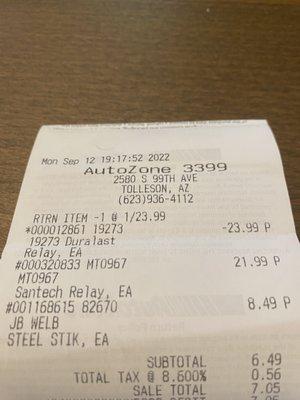 Mon Sep 12 19:17:52 2022
AutoZone 3399
2580 S 99TH AVE
TOLLESON, AZ
(623)936-4112
RTRN ITEM -1 @ 1/23.99
*000012861 19273 -23.99 P
19273 Duralast
Relay, EA
#000320833 MT0967 21.99 P
MT0967
Santech Relay, EA
#001168615 82670 8.49 P
JB WELB
STEEL STIK, EA
SUBTOTAL 6.49
TOTAL TAX @ 8.600% 0.56
SALE TOTAL 7.05
7.05